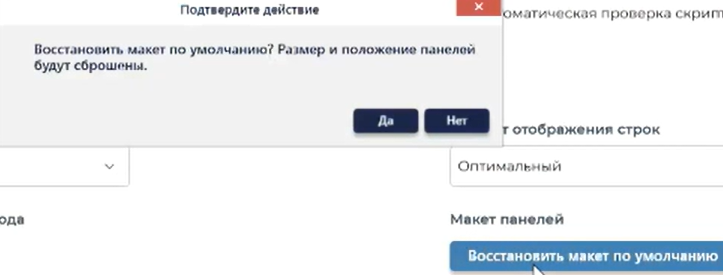 Подтвердите действие
Восстановить макет по умолчанию? Размер и положение панелей
будут сброшены.
Да
Нет
оматическая проверка скрипт
т отображения строк
Оптимальный
ода
Макет панелей
Восстановить макет по умолчанию